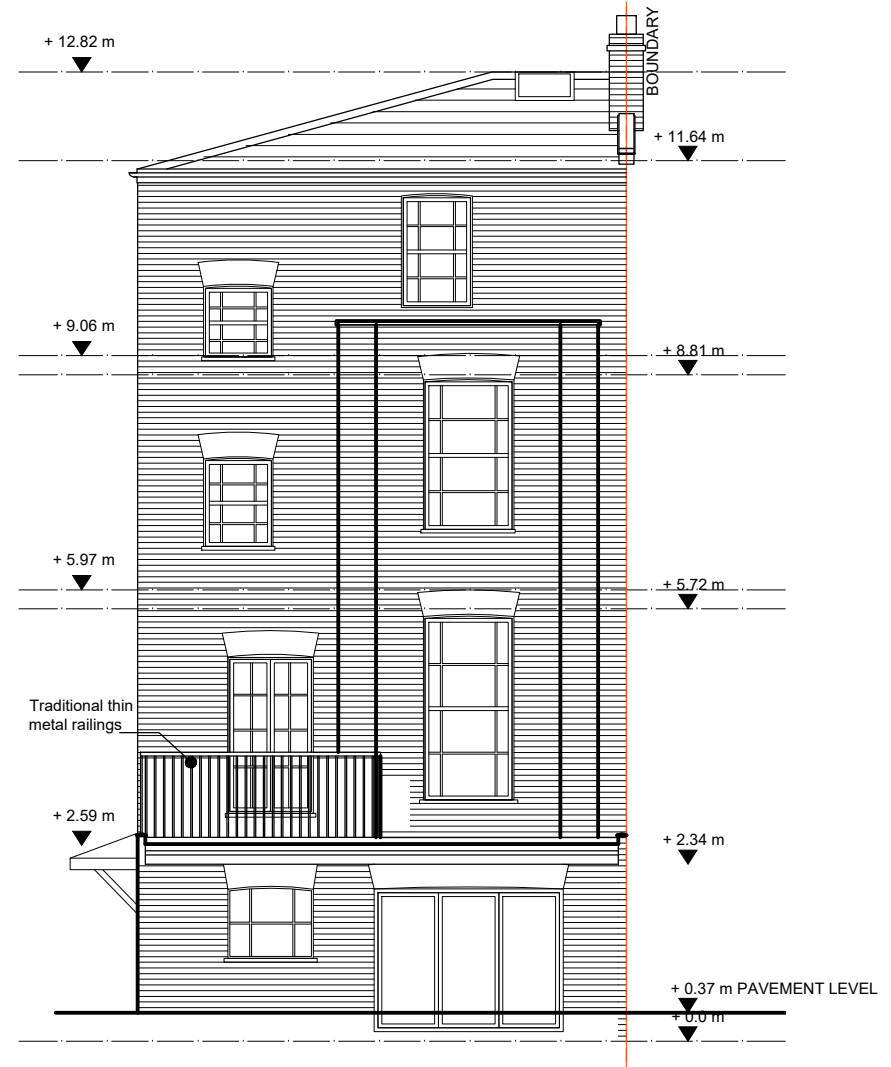 + 12.82 m
BOUNDARY
+ 11.64 m
+ 9.06 m
+ 8.81 m
+ 5.97 m
+ 5.72 m
Traditional thin
metal railings
+ 2.59 m
+ 2.34 m
+ 0.37 m PAVEMENT LEVEL
+ 0.0 m